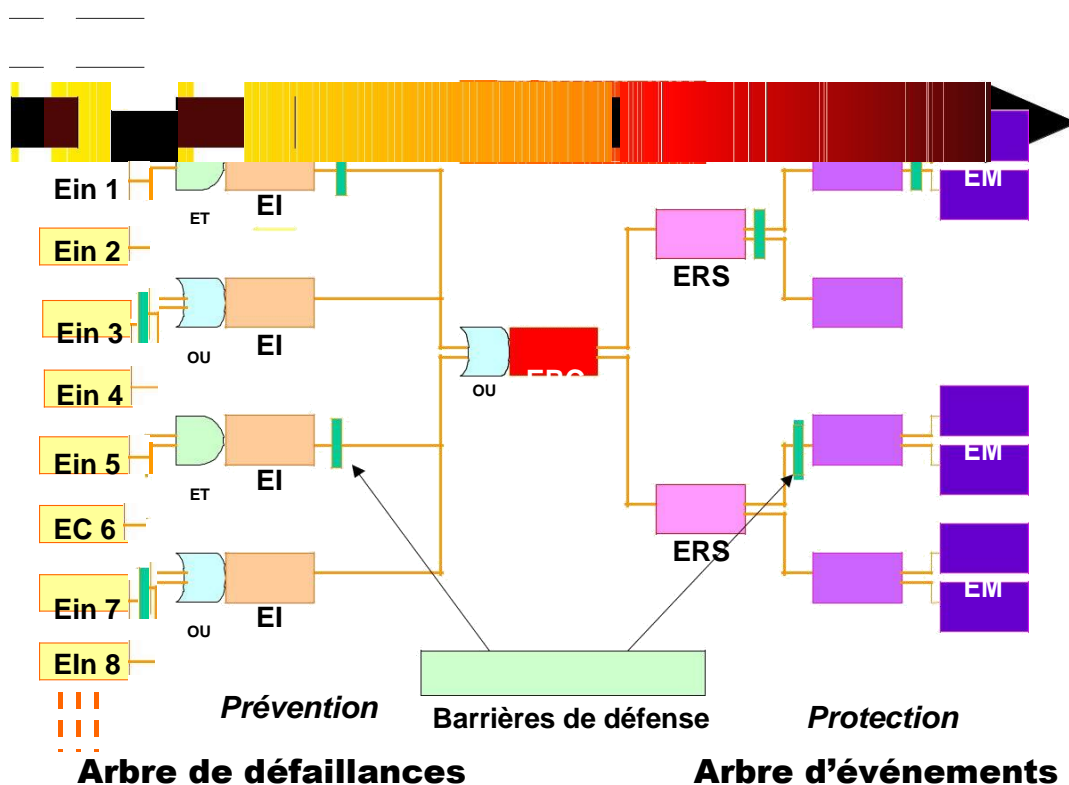 Ein 1
ET
EI
EM
Ein 2
ERS
Ein 3
OU
EI
OU
Ein 4
Ein 5
ET
EI
EM
EC 6
ERS
Ein 7
OU
EI
EM
EIn 8
Prévention
Barrières de défense
Protection
Arbre de défaillances
Arbre d’événements